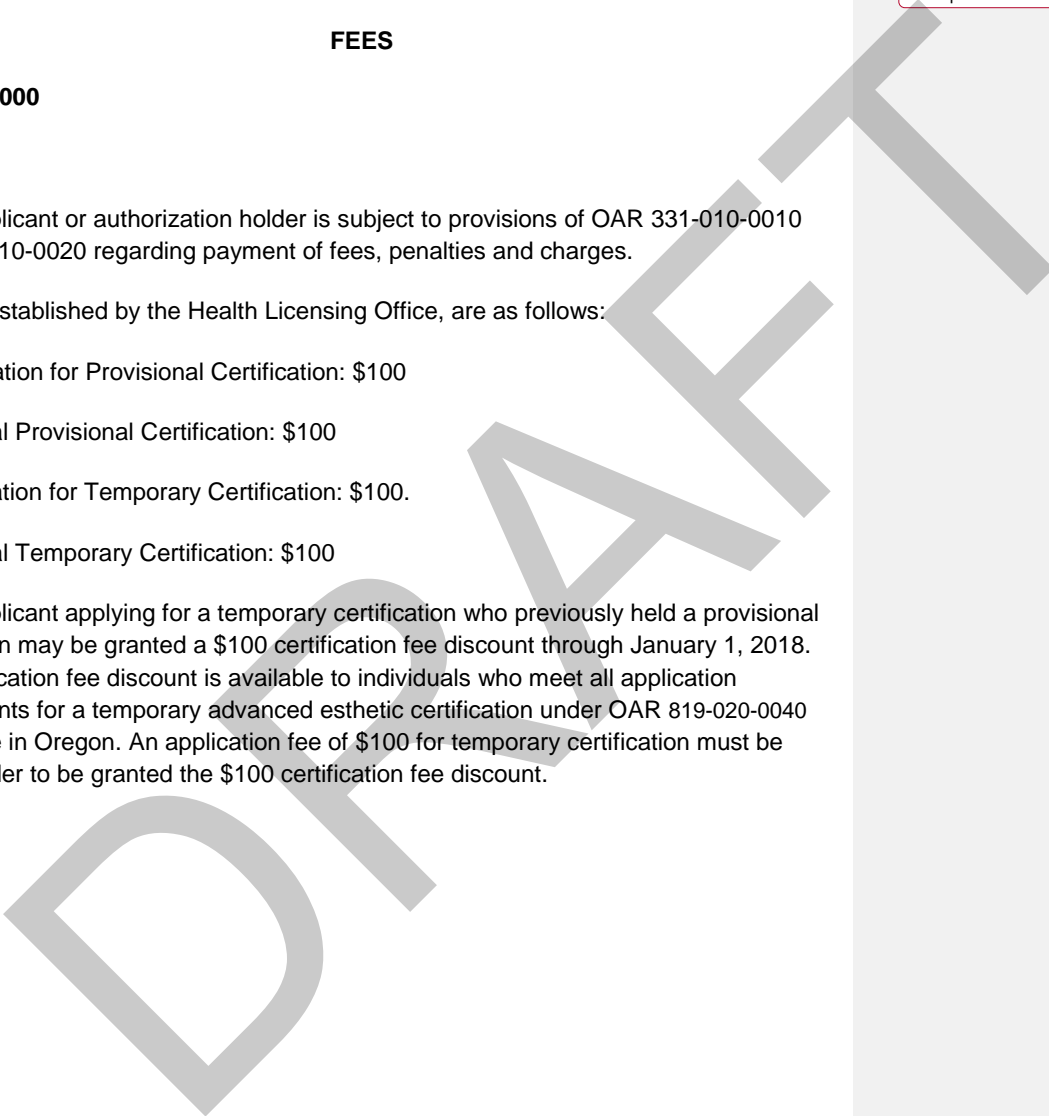 FEES
000
licant or authorization holder is subject to provisions of OAR 331-010-0010
10-0020 regarding payment of fees, penalties and charges.
stablished by the Health Licensing Office, are as follows:
ation for Provisional Certification: $100
al Provisional Certification: $100
ation for Temporary Certification: $100.
al Temporary Certification: $100
licant applying for a temporary certification who previously held a provisional
n may be granted a $100 certification fee discount through January 1, 2018.
ication fee discount is available to individuals who meet all application
nts for a temporary advanced esthetic certification under OAR 819-020-0040
e in Oregon. An application fee of $100 for temporary certification must be
der to be granted the $100 certification fee discount.
DRAFT